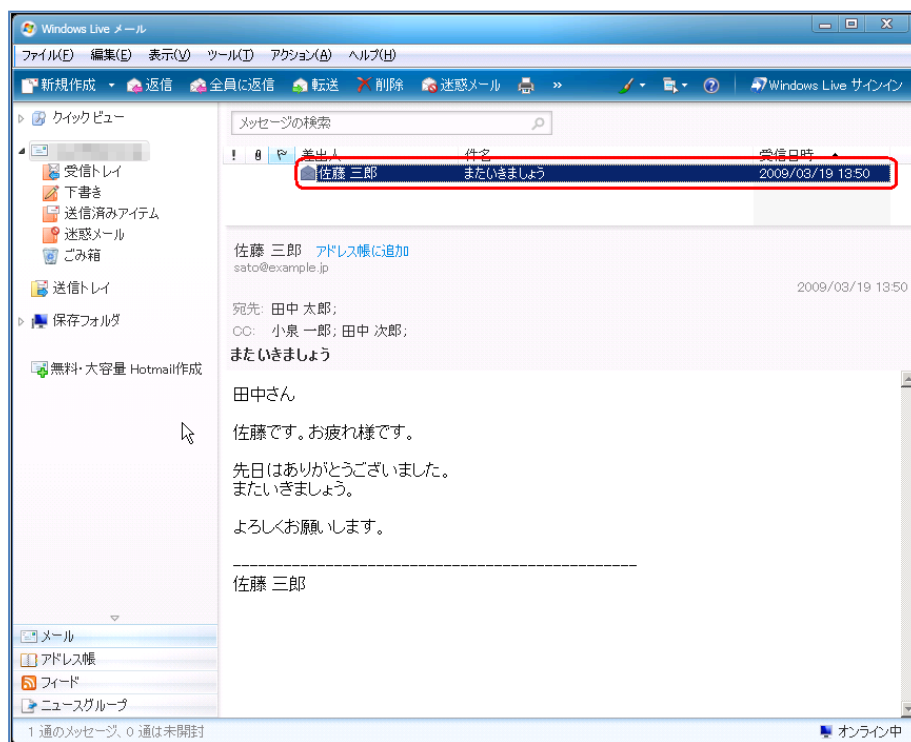 Windows Live メール
ファイル(F) 編集(E) 表示(V) ツール(T) アクション(A) ヘルプ(H)
新規作成 返信 全員に返信 転送 削除 迷惑メール » Windows Live サインイン
クイック ビュー
受信トレイ
下書き
送信済みアイテム
迷惑メール
ごみ箱
送信トレイ
保存フォルダ
無料・大容量 Hotmail作成
メッセージの検索
差出人 件名 受信日時
佐藤 三郎 またいきましょう 2009/03/19 13:50
佐藤 三郎 アドレス帳に追加
sato@example.jp
2009/03/19 13:50
宛先: 田中 太郎;
CC: 小泉 一郎; 田中 次郎;
またいきましょう
田中さん
佐藤です。お疲れ様です。
先日はありがとうございました。
またいきましょう。
よろしくお願いします。
------------------------------------------------
佐藤 三郎
メール
アドレス帳
フィード
ニュースグループ
1 通のメッセージ、0 通は未開封
オンライン中